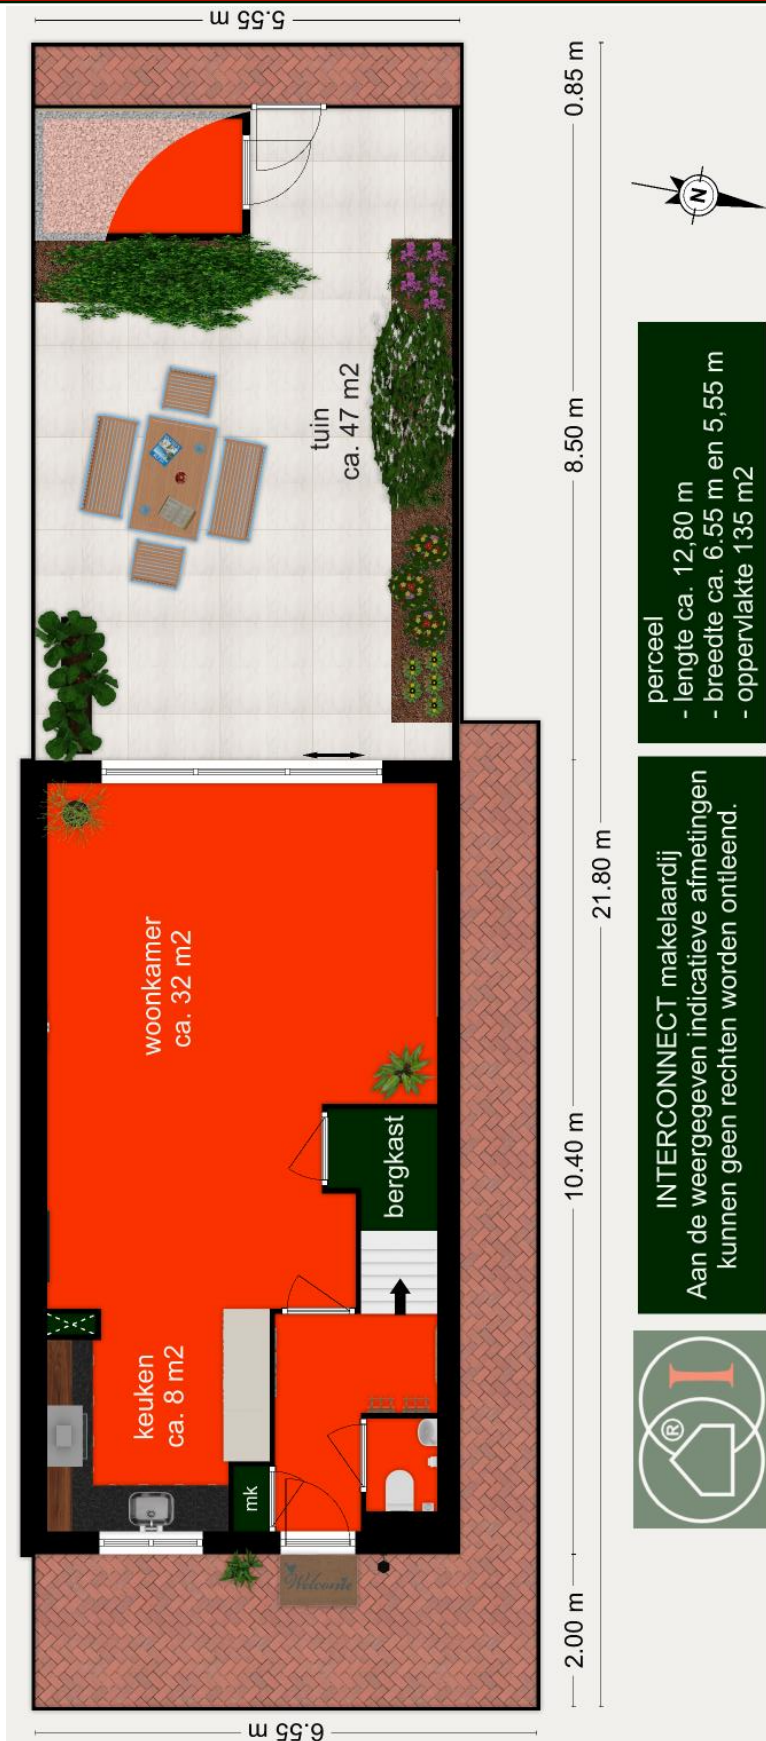 5.55 m
0.85 m
8.50 m
21.80 m
10.40 m
2.00 m
6.55 m
N
tuin
ca. 47 m2
woonkamer
ca. 32 m2
bergkast
keuken
ca. 8 m2
mk
Welcome
perceel
- lengte ca. 12,80 m
- breedte ca. 6.55 m en 5,55 m
- oppervlakte 135 m2
INTERCONNECT makelaardij
Aan de weergegeven indicatieve afmetingen
kunnen geen rechten worden ontleend.
I
®